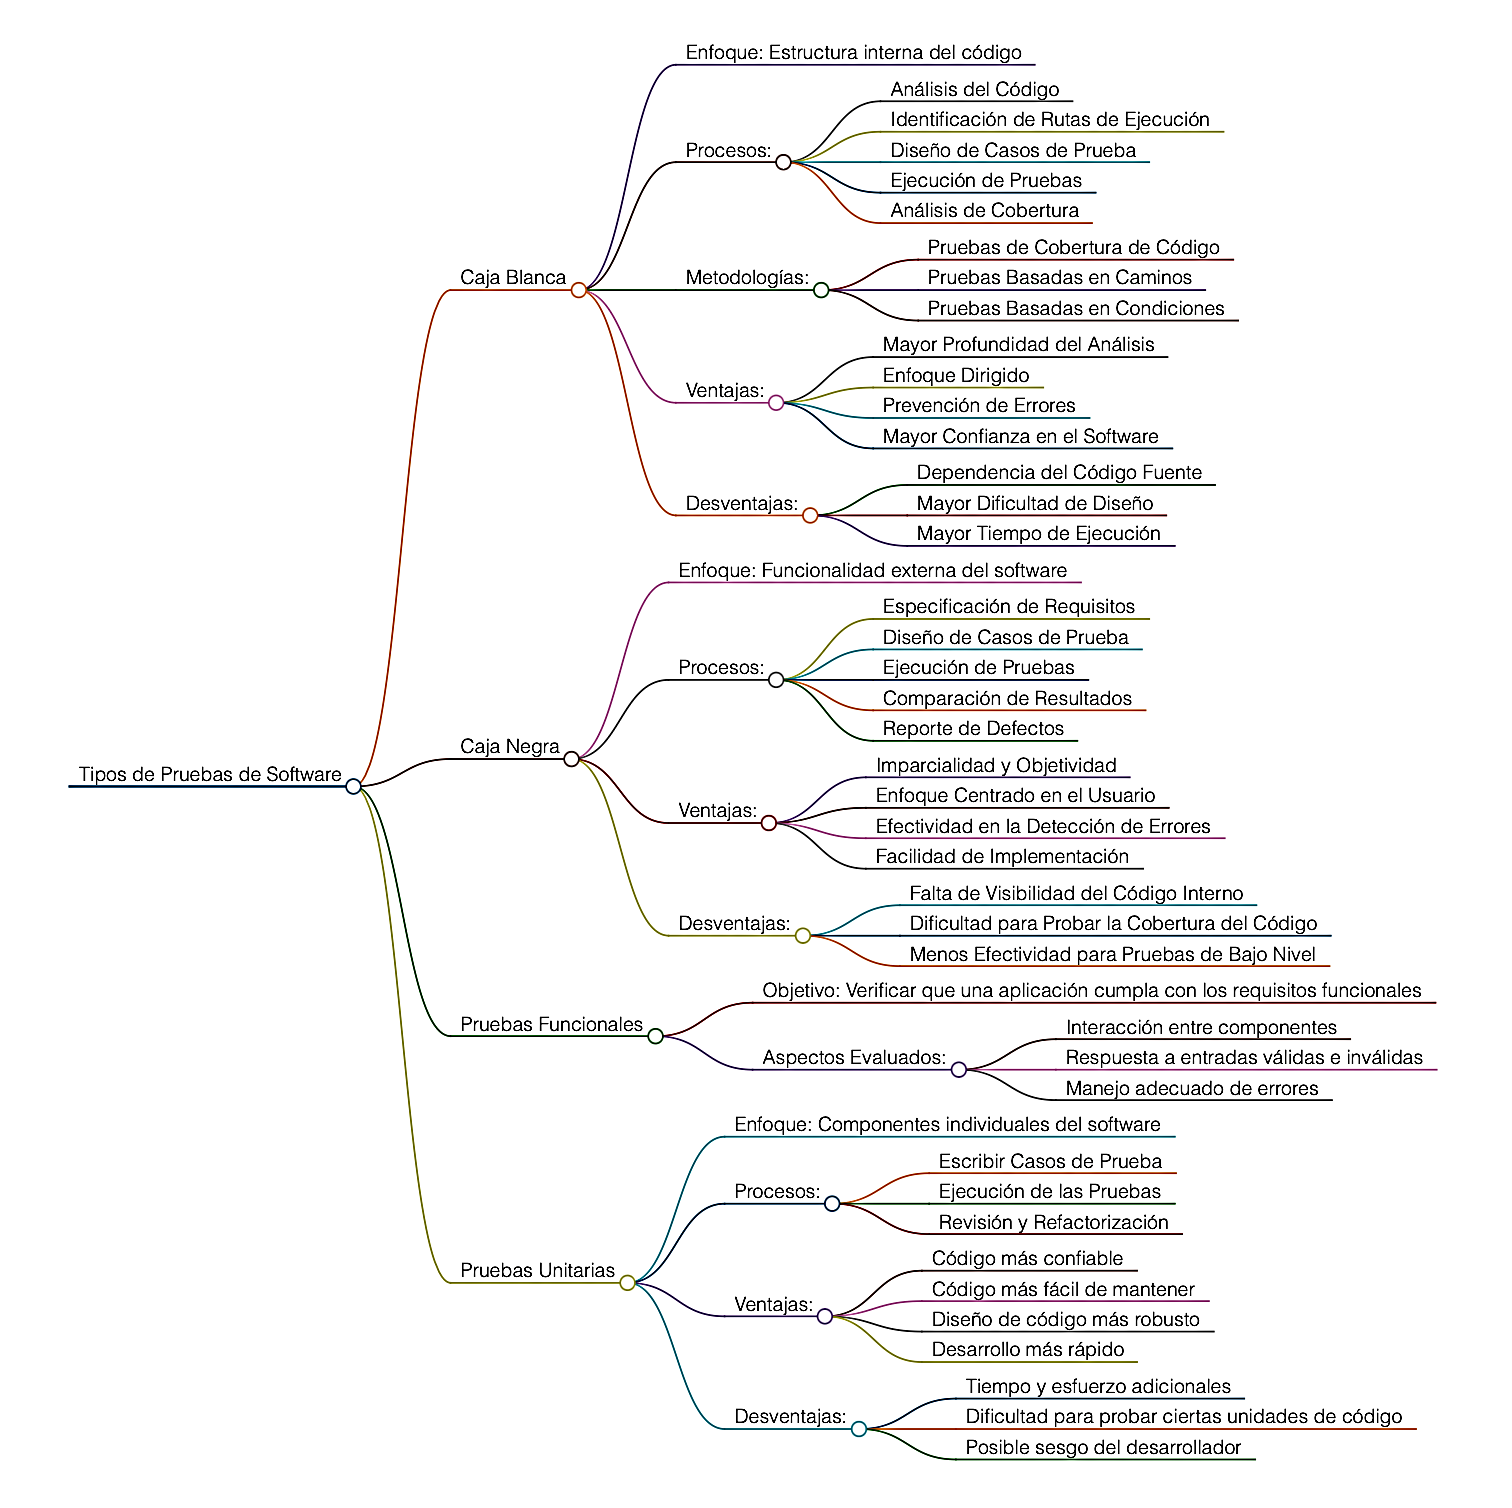 Tipos de Pruebas de Software
Caja Blanca
Enfoque: Estructura interna del código
Procesos:
Análisis del Código
Identificación de Rutas de Ejecución
Diseño de Casos de Prueba
Ejecución de Pruebas
Análisis de Cobertura
Metodologías:
Pruebas de Cobertura de Código
Pruebas Basadas en Caminos
Pruebas Basadas en Condiciones
Ventajas:
Mayor Profundidad del Análisis
Enfoque Dirigido
Prevención de Errores
Mayor Confianza en el Software
Desventajas:
Dependencia del Código Fuente
Mayor Dificultad de Diseño
Mayor Tiempo de Ejecución
Caja Negra
Enfoque: Funcionalidad externa del software
Procesos:
Especificación de Requisitos
Diseño de Casos de Prueba
Ejecución de Pruebas
Comparación de Resultados
Reporte de Defectos
Ventajas:
Imparcialidad y Objetividad
Enfoque Centrado en el Usuario
Efectividad en la Detección de Errores
Facilidad de Implementación
Desventajas:
Falta de Visibilidad del Código Interno
Dificultad para Probar la Cobertura del Código
Menos Efectividad para Pruebas de Bajo Nivel
Pruebas Funcionales
Objetivo: Verificar que una aplicación cumpla con los requisitos funcionales
Aspectos Evaluados:
Interacción entre componentes
Respuesta a entradas válidas e inválidas
Manejo adecuado de errores
Pruebas Unitarias
Enfoque: Componentes individuales del software
Procesos:
Escribir Casos de Prueba
Ejecución de las Pruebas
Revisión y Refactorización
Ventajas:
Código más confiable
Código más fácil de mantener
Diseño de código más robusto
Desarrollo más rápido
Desventajas:
Tiempo y esfuerzo adicionales
Dificultad para probar ciertas unidades de código
Posible sesgo del desarrollador